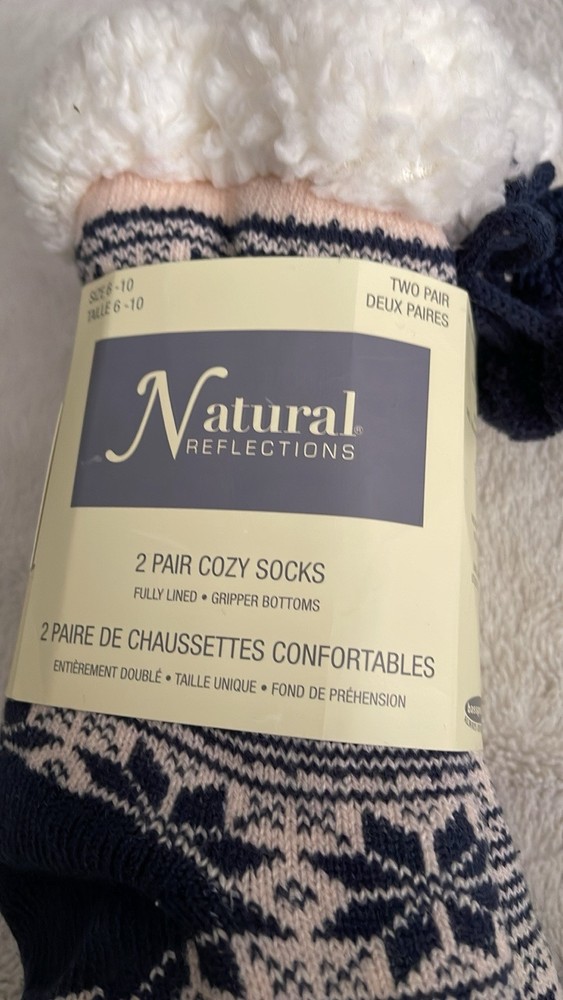 SIZE 6 -10
TAILLE 6 -10
TWO PAIR
DEUX PAIRES
Natural®
REFLECTIONS
2 PAIR COZY SOCKS
FULLY LINED • GRIPPER BOTTOMS
2 PAIRE DE CHAUSSETTES CONFORTABLES
ENTIÈREMENT DOUBLÉ • TAILLE UNIQUE • FOND DE PRÉHENSION